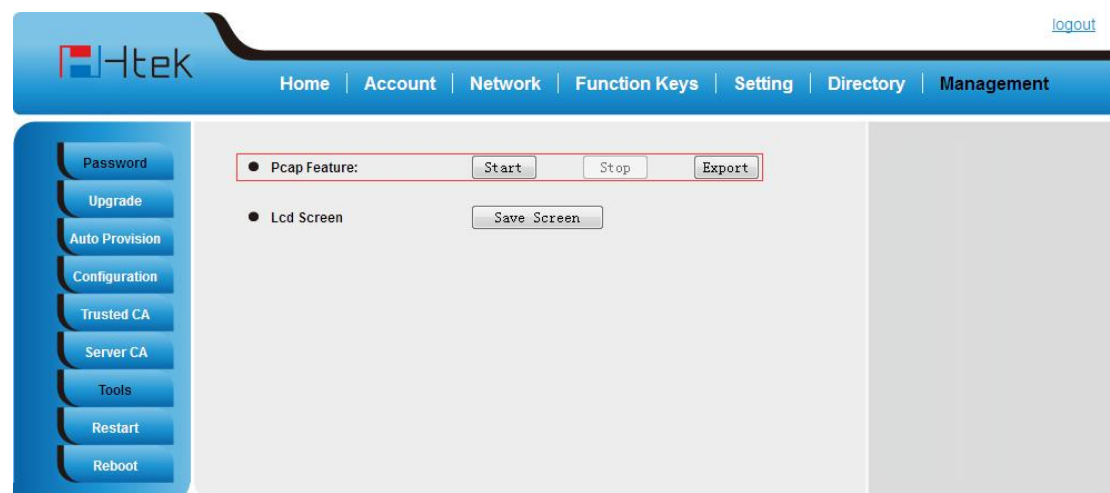 logout
Htek
Home | Account | Network | Function Keys | Setting | Directory | Management
Password
Upgrade
Auto Provision
Configuration
Trusted CA
Server CA
Tools
Restart
Reboot
Pcap Feature: Start Stop Export
Lcd Screen Save Screen